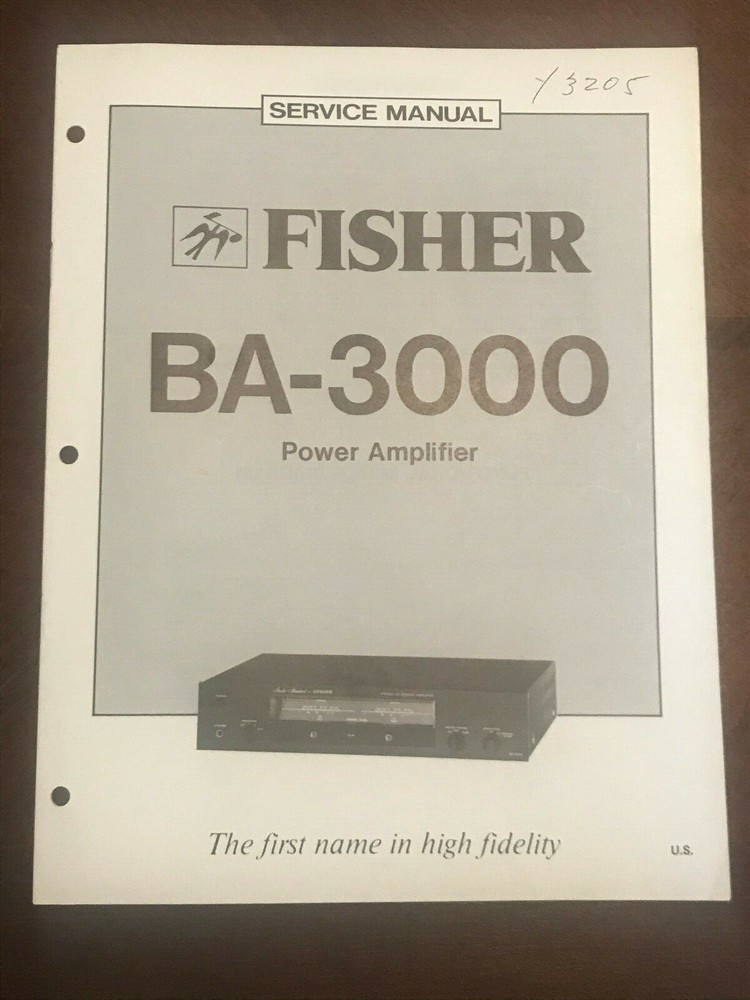 Y3205
SERVICE MANUAL
FISHER
BA-3000
Power Amplifier
The first name in high fidelity
U.S.